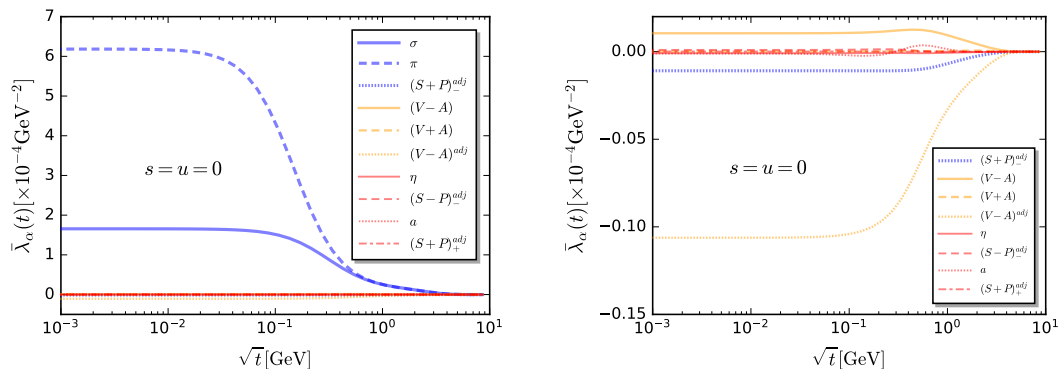 7
6
5
4
3
2
1
0
λ̄_α(t)[×10⁻⁴GeV⁻²]
s = u = 0
σ
π
(S+P)₋^{adj}
(V−A)
(V+A)
(V−A)^{adj}
η
(S−P)₋^{adj}
a
(S+P)₊^{adj}
10⁻³ 10⁻² 10⁻¹ 10⁰ 10¹
√t[GeV]
0.00
−0.05
−0.10
−0.15
λ̄_α(t)[×10⁻⁴GeV⁻²]
s = u = 0
(S+P)₋^{adj}
(V−A)
(V+A)
(V−A)^{adj}
η
(S−P)₋^{adj}
a
(S+P)₊^{adj}
10⁻³ 10⁻² 10⁻¹ 10⁰ 10¹
√t[GeV]